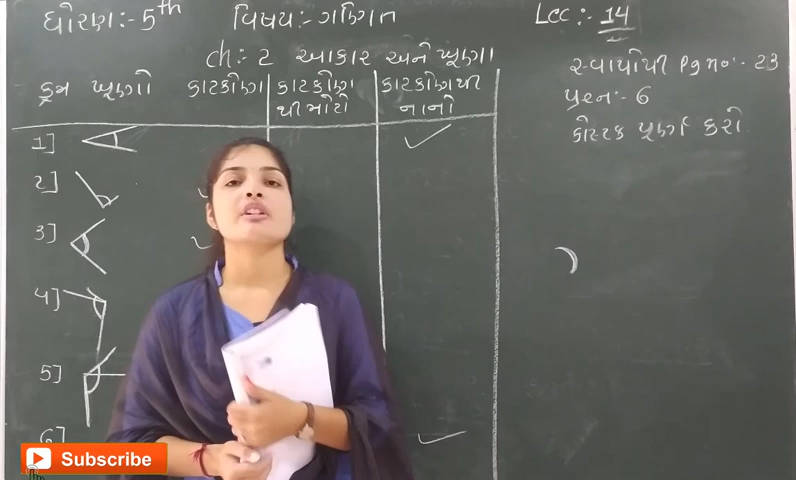 ધોરણ:- 5th વિષય:- ગણિત Lec :- 14
ch:- 2 આકાર અને ખૂણા
સ્વાપોથી Pg no:- 23
ક્રમ ખૂણો કાટકોણ કાટકોણ થી મોટો કાટકોણથી નાનો
પ્રશ્ન:- 6
કોષ્ટક પૂર્ણ કરો
1]
2]
3]
4]
5]
6]
Subscribe